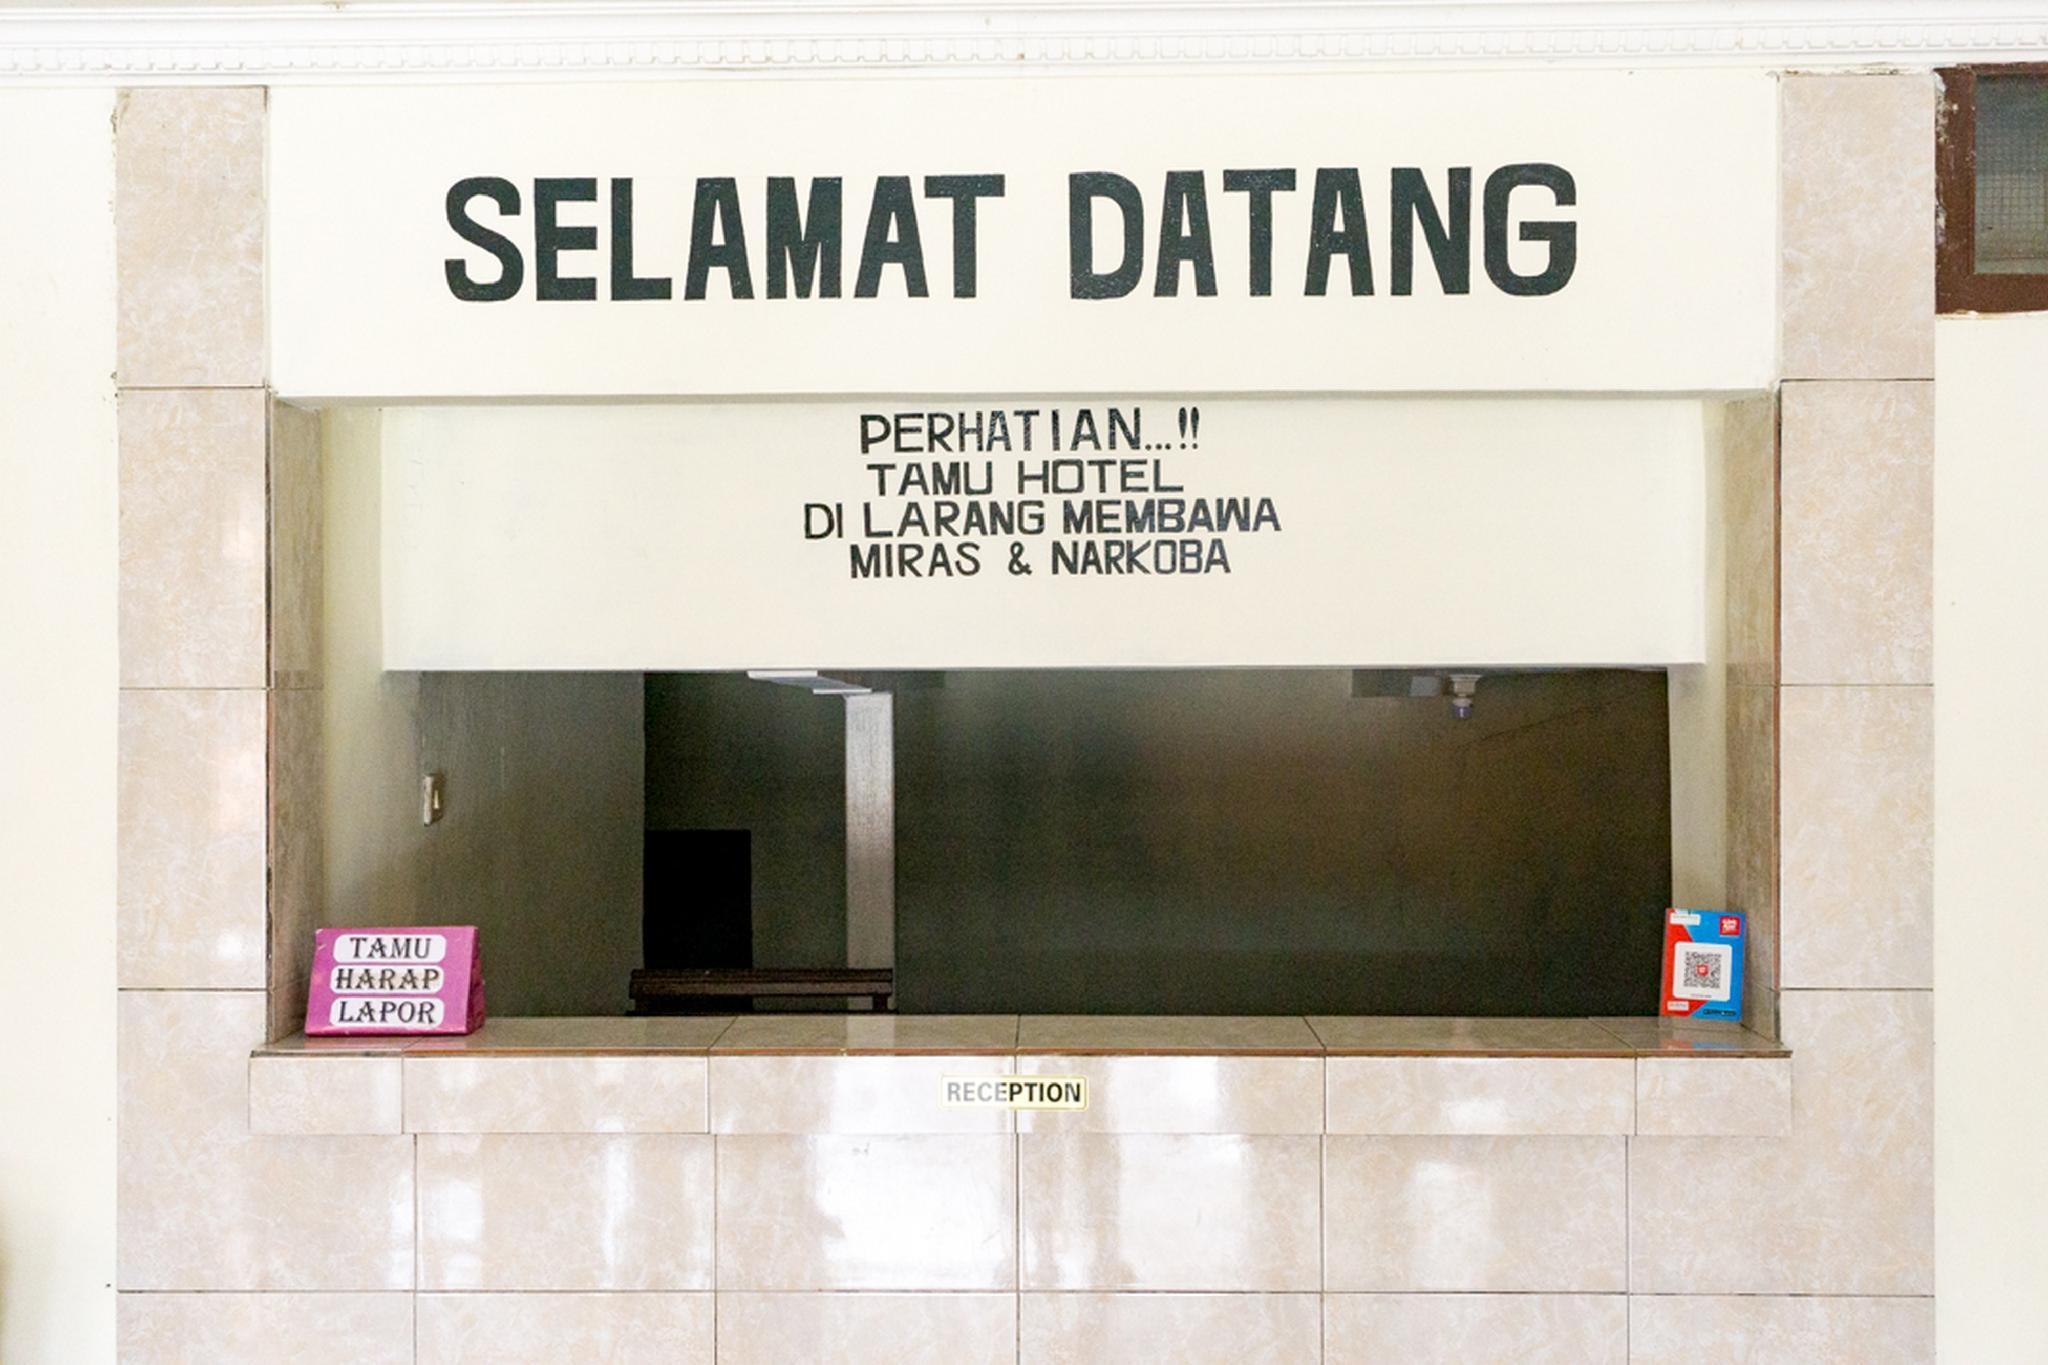 SELAMAT DATANG
PERHATIAN...!!
TAMU HOTEL
DI LARANG MEMBAWA
MIRAS & NARKOBA
TAMU
HARAP
LAPOR
RECEPTION